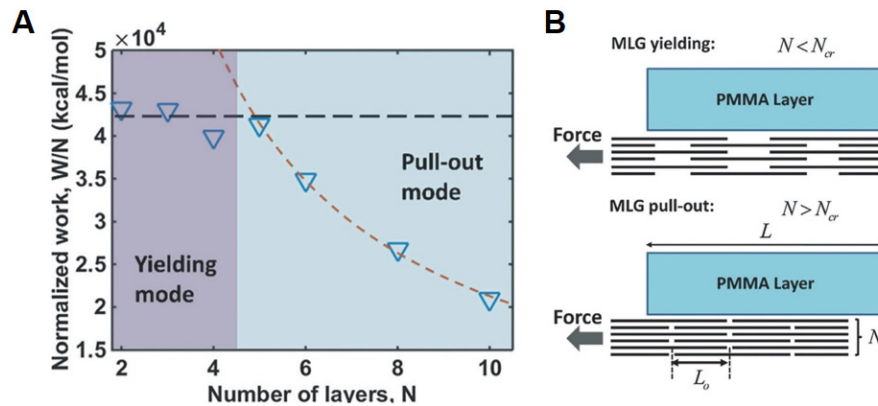 A
×10⁴
5
4.5
4
3.5
3
2.5
2
1.5
Normalized work, W/N (kcal/mol)
Yielding
mode
Pull-out
mode
2
4
6
8
10
Number of layers, N
B
MLG yielding:
N < N_cr
PMMA Layer
Force
MLG pull-out:
N > N_cr
L
PMMA Layer
Force
N
L_o